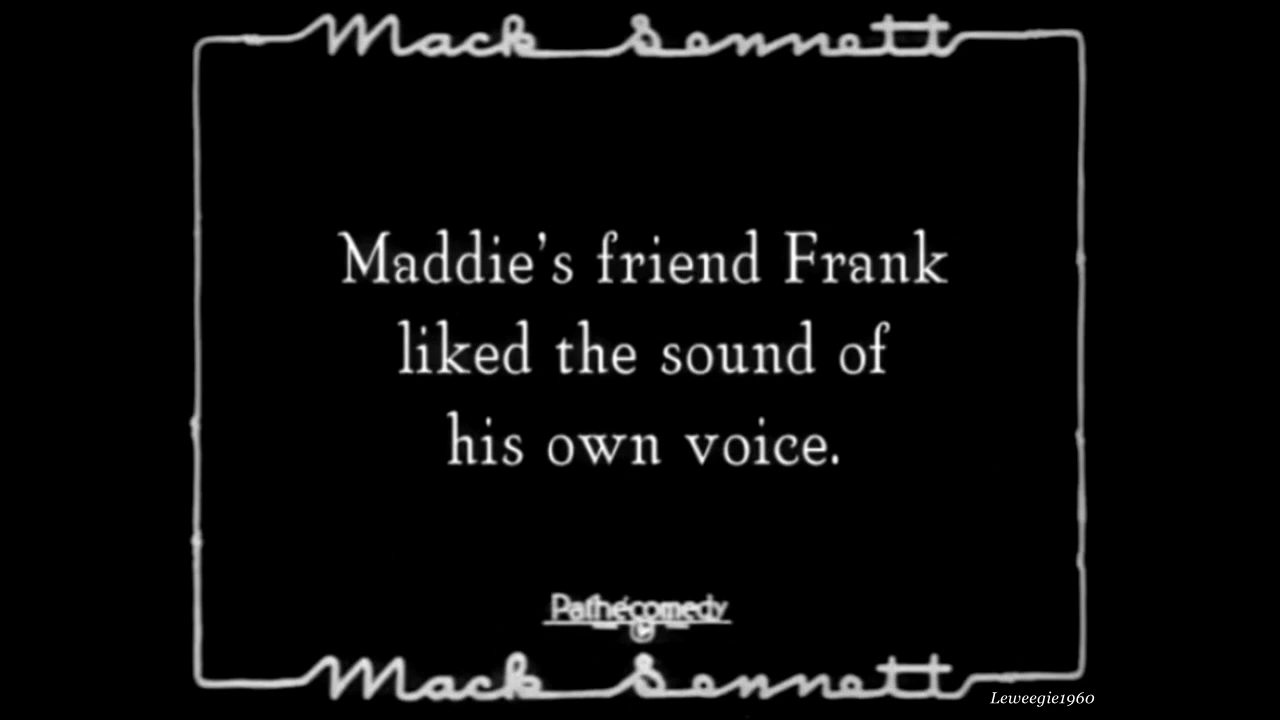 Mack Sennett
Maddie's friend Frank
liked the sound of
his own voice.
Pathécomedy
Mack Sennett
Leweegie1960